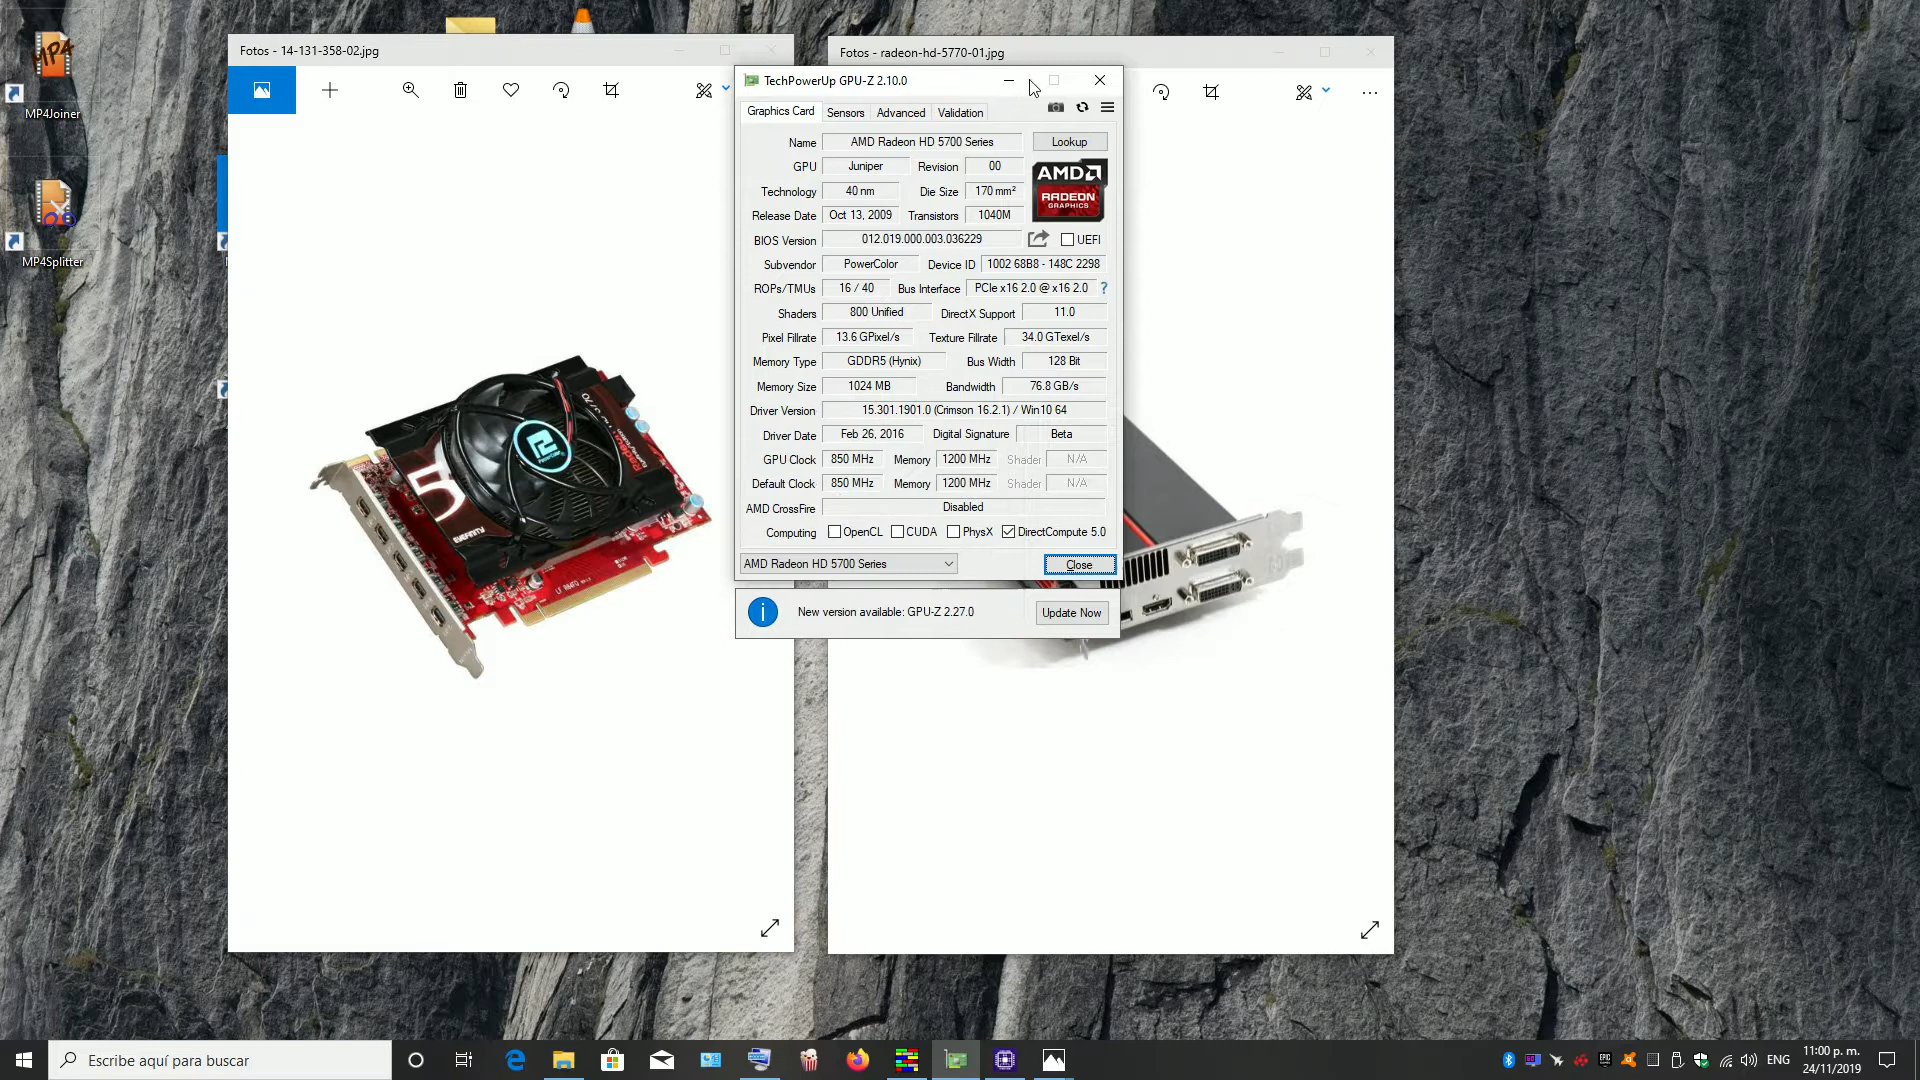 MP4Joiner
MP4Splitter
Fotos - 14-131-358-02.jpg
Fotos - radeon-hd-5770-01.jpg
TechPowerUp GPU-Z 2.10.0
Graphics Card Sensors Advanced Validation
Name AMD Radeon HD 5700 Series Lookup
GPU Juniper Revision 00
Technology 40 nm Die Size 170 mm²
Release Date Oct 13, 2009 Transistors 1040M
AMD
RADEON
GRAPHICS
BIOS Version 012.019.000.003.036229 UEFI
Subvendor PowerColor Device ID 1002 68B8 - 148C 2298
ROPs/TMUs 16 / 40 Bus Interface PCIe x16 2.0 @ x16 2.0 ?
Shaders 800 Unified DirectX Support 11.0
Pixel Fillrate 13.6 GPixel/s Texture Fillrate 34.0 GTexel/s
Memory Type GDDR5 (Hynix) Bus Width 128 Bit
Memory Size 1024 MB Bandwidth 76.8 GB/s
Driver Version 15.301.1901.0 (Crimson 16.2.1) / Win10 64
Driver Date Feb 26, 2016 Digital Signature Beta
GPU Clock 850 MHz Memory 1200 MHz Shader N/A
Default Clock 850 MHz Memory 1200 MHz Shader N/A
AMD CrossFire Disabled
Computing OpenCL CUDA PhysX DirectCompute 5.0
AMD Radeon HD 5700 Series Close
New version available: GPU-Z 2.27.0 Update Now
5
EYEFINITY
PowerColor
Escribe aquí para buscar
ENG
11:00 p. m.
24/11/2019